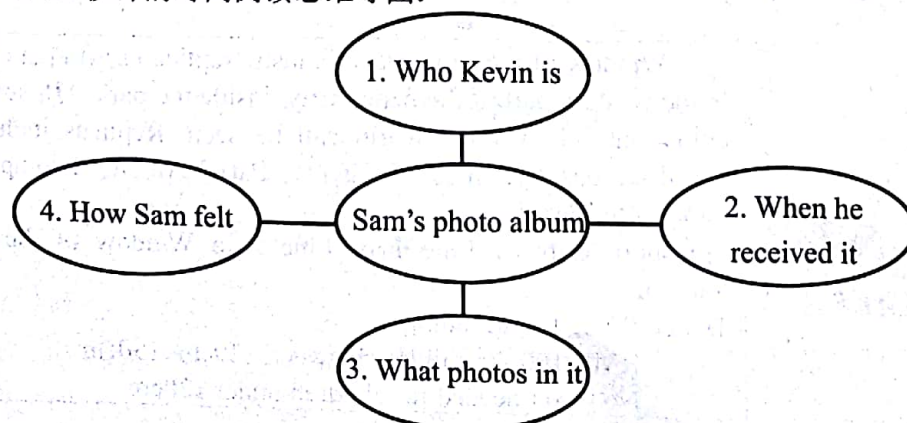 1. Who Kevin is
4. How Sam felt
Sam's photo album
2. When he
received it
3. What photos in it